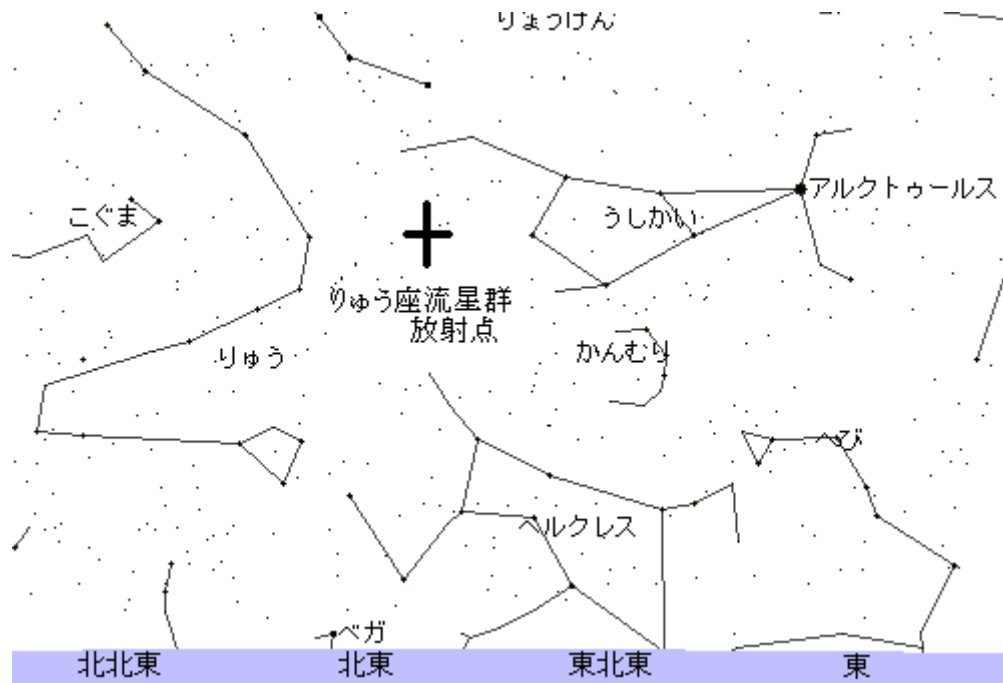 りょうけん
アルクトゥールス
こぐま
うしかい
りゅう座流星群
放射点
りゅう
かんむり
へび
ヘルクレス
ベガ
北北東 北東 東北東 東